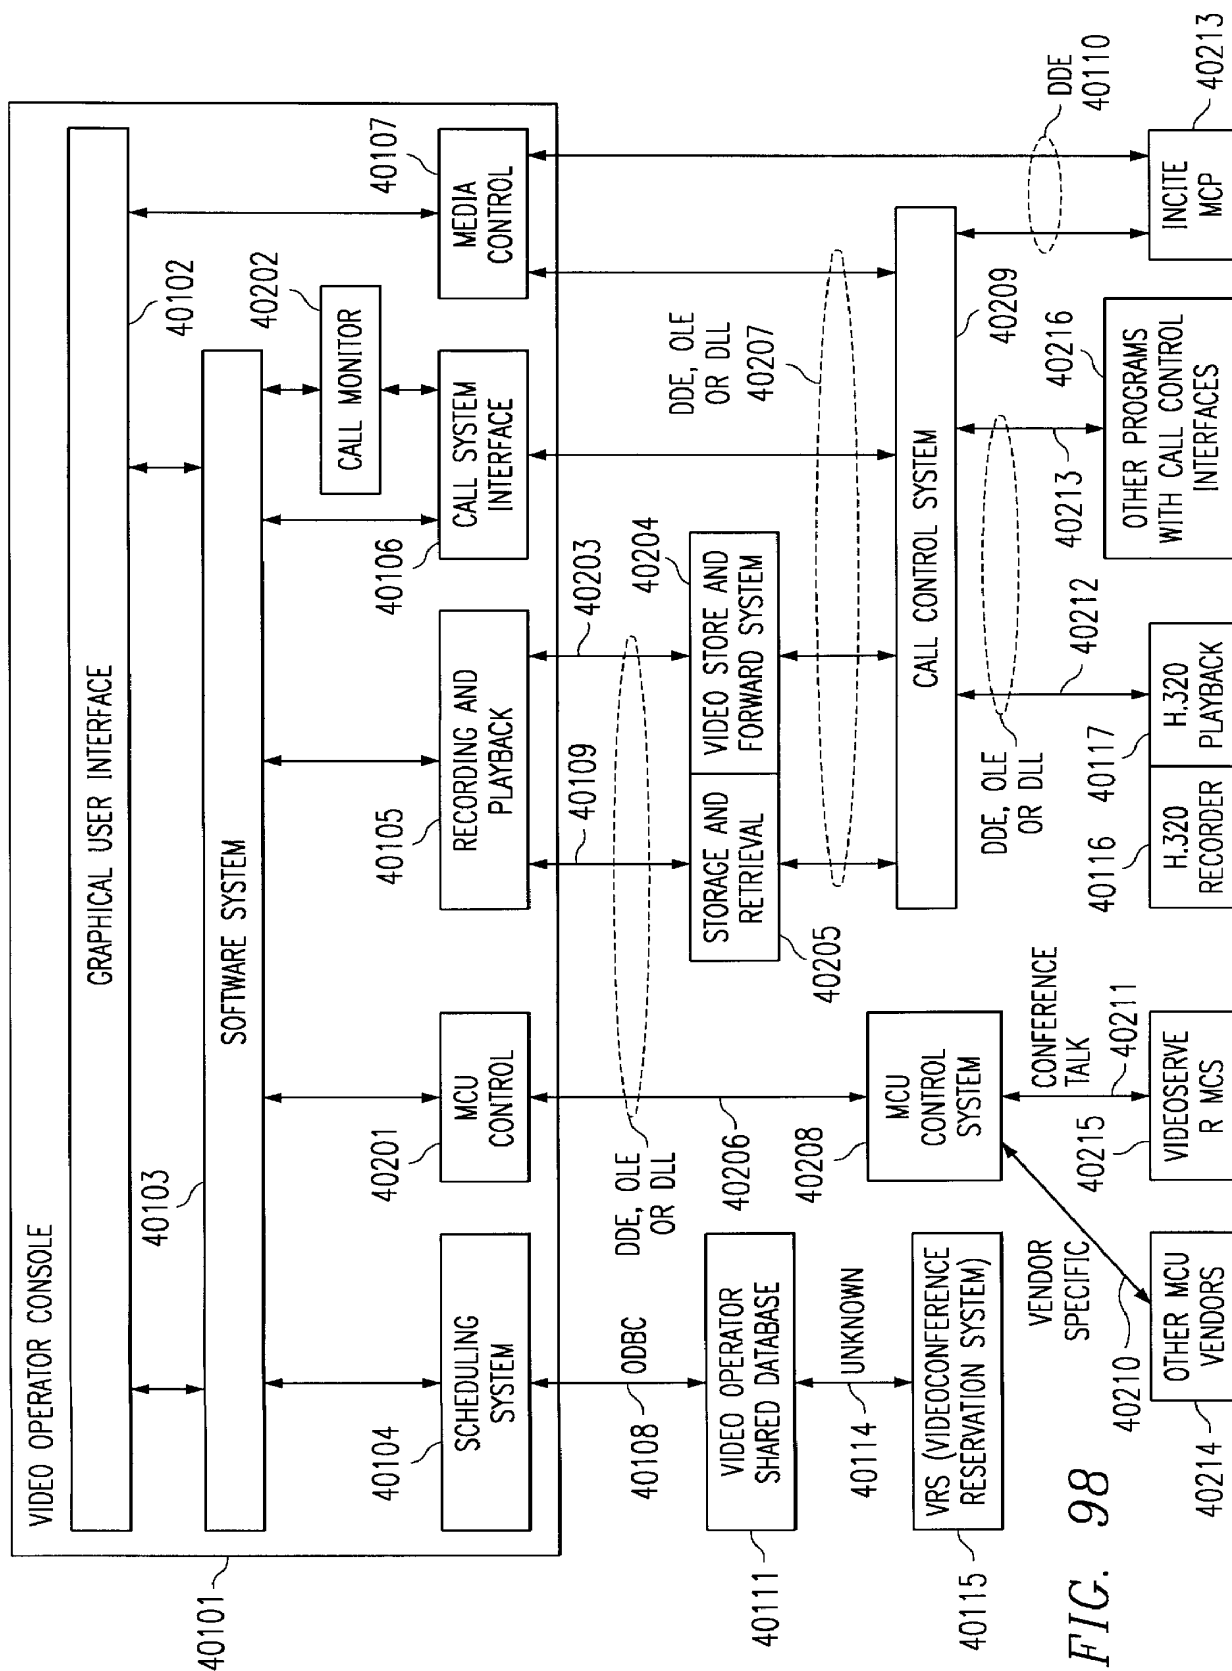 VIDEO OPERATOR CONSOLE
40101
GRAPHICAL USER INTERFACE
40102
40103
SOFTWARE SYSTEM
CALL MONITOR
40202
40104
SCHEDULING
SYSTEM
40201
MCU
CONTROL
40105
RECORDING AND
PLAYBACK
40106
CALL SYSTEM
INTERFACE
MEDIA
CONTROL
40107
40108
ODBC
DDE, OLE
OR DLL
40206
40109
40203
DDE, OLE
OR DLL
40207
40111
VIDEO OPERATOR
SHARED DATABASE
STORAGE AND
RETRIEVAL
40205
VIDEO STORE AND
FORWARD SYSTEM
40204
40114
UNKNOWN
40208
MCU
CONTROL
SYSTEM
CALL CONTROL SYSTEM
40209
40115
VRS (VIDEOCONFERENCE
RESERVATION SYSTEM)
VENDOR
SPECIFIC
40210
CONFERENCE
TALK
40211
DDE, OLE
OR DLL
40212
40213
DDE
40110
40214
OTHER MCU
VENDORS
40215
VIDEOSERVE
R MCS
40116
H.320
RECORDER
40117
H.320
PLAYBACK
OTHER PROGRAMS
WITH CALL CONTROL
INTERFACES
40216
INCITE
MCP
40213
FIG. 98